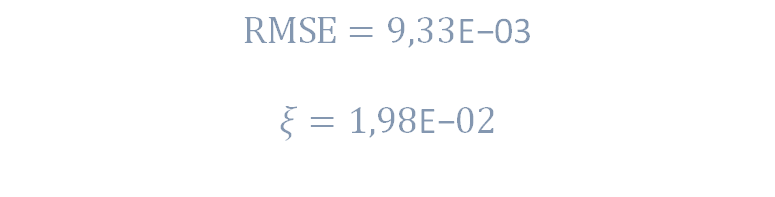 RMSE = 9,33E−03
ξ = 1,98E−02